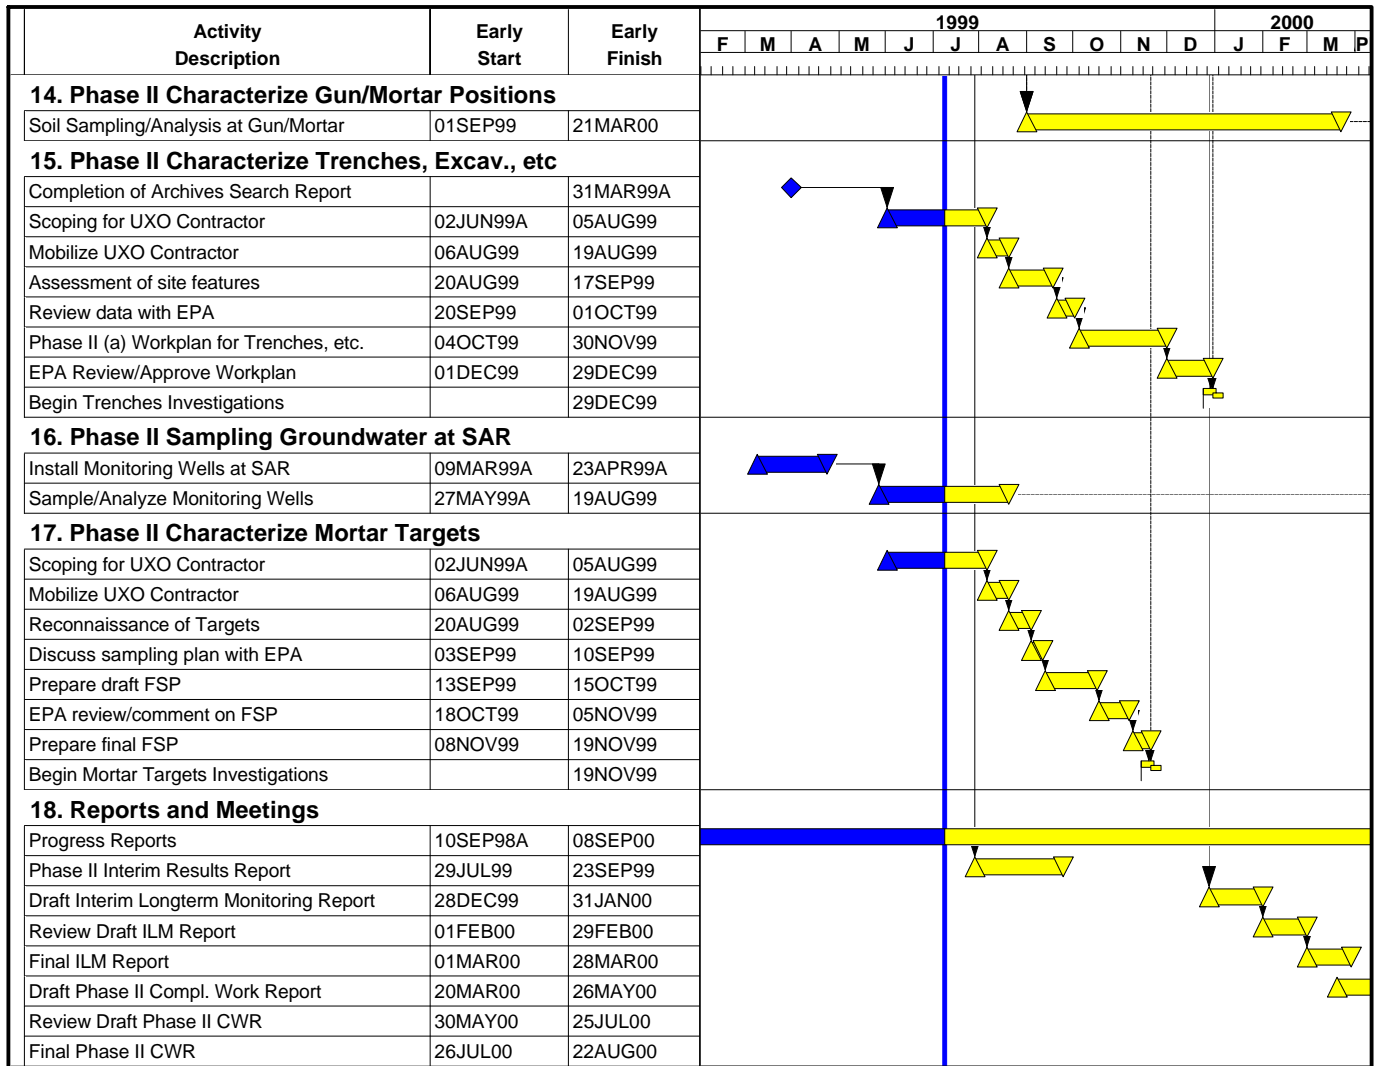 Activity Description Early Start Early Finish 1999 2000
F M A M J J A S O N D J F M P
14. Phase II Characterize Gun/Mortar Positions
Soil Sampling/Analysis at Gun/Mortar 01SEP99 21MAR00
15. Phase II Characterize Trenches, Excav., etc
Completion of Archives Search Report 31MAR99A
Scoping for UXO Contractor 02JUN99A 05AUG99
Mobilize UXO Contractor 06AUG99 19AUG99
Assessment of site features 20AUG99 17SEP99
Review data with EPA 20SEP99 01OCT99
Phase II (a) Workplan for Trenches, etc. 04OCT99 30NOV99
EPA Review/Approve Workplan 01DEC99 29DEC99
Begin Trenches Investigations 29DEC99
16. Phase II Sampling Groundwater at SAR
Install Monitoring Wells at SAR 09MAR99A 23APR99A
Sample/Analyze Monitoring Wells 27MAY99A 19AUG99
17. Phase II Characterize Mortar Targets
Scoping for UXO Contractor 02JUN99A 05AUG99
Mobilize UXO Contractor 06AUG99 19AUG99
Reconnaissance of Targets 20AUG99 02SEP99
Discuss sampling plan with EPA 03SEP99 10SEP99
Prepare draft FSP 13SEP99 15OCT99
EPA review/comment on FSP 18OCT99 05NOV99
Prepare final FSP 08NOV99 19NOV99
Begin Mortar Targets Investigations 19NOV99
18. Reports and Meetings
Progress Reports 10SEP98A 08SEP00
Phase II Interim Results Report 29JUL99 23SEP99
Draft Interim Longterm Monitoring Report 28DEC99 31JAN00
Review Draft ILM Report 01FEB00 29FEB00
Final ILM Report 01MAR00 28MAR00
Draft Phase II Compl. Work Report 20MAR00 26MAY00
Review Draft Phase II CWR 30MAY00 25JUL00
Final Phase II CWR 26JUL00 22AUG00